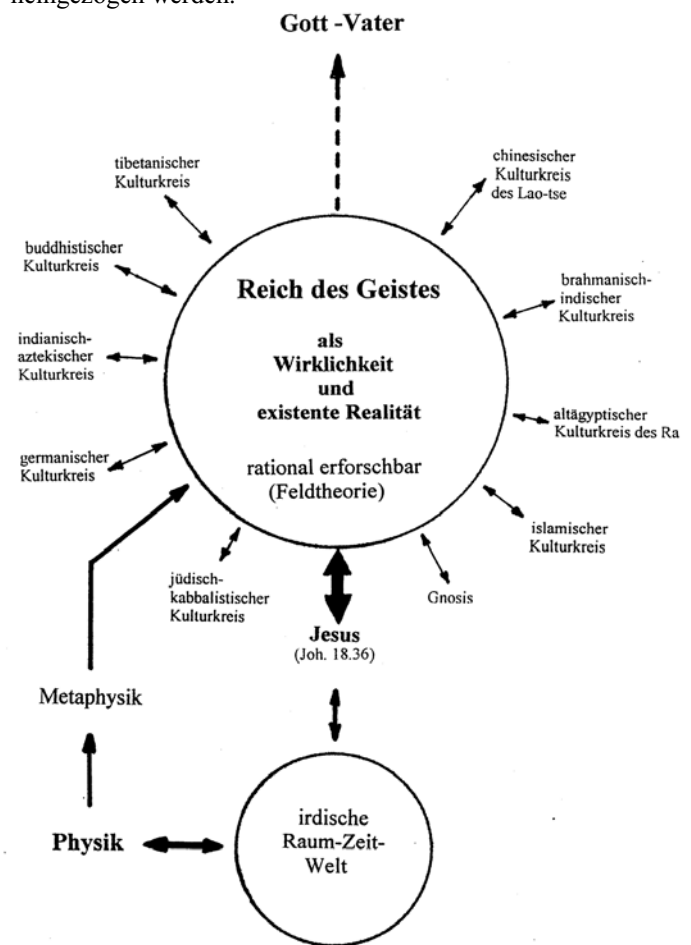 heingezogen werden.
Gott -Vater
tibetanischer
Kulturkreis
chinesischer
Kulturkreis
des Lao-tse
buddhistischer
Kulturkreis
brahmanisch-
indischer
Kulturkreis
indianisch-
aztekischer
Kulturkreis
altägyptischer
Kulturkreis des Ra
germanischer
Kulturkreis
islamischer
Kulturkreis
jüdisch-
kabbalistischer
Kulturkreis
Gnosis
Reich des Geistes
als
Wirklichkeit
und
existente Realität
rational erforschbar
(Feldtheorie)
Jesus
(Joh. 18.36)
Metaphysik
Physik
irdische
Raum-Zeit-
Welt